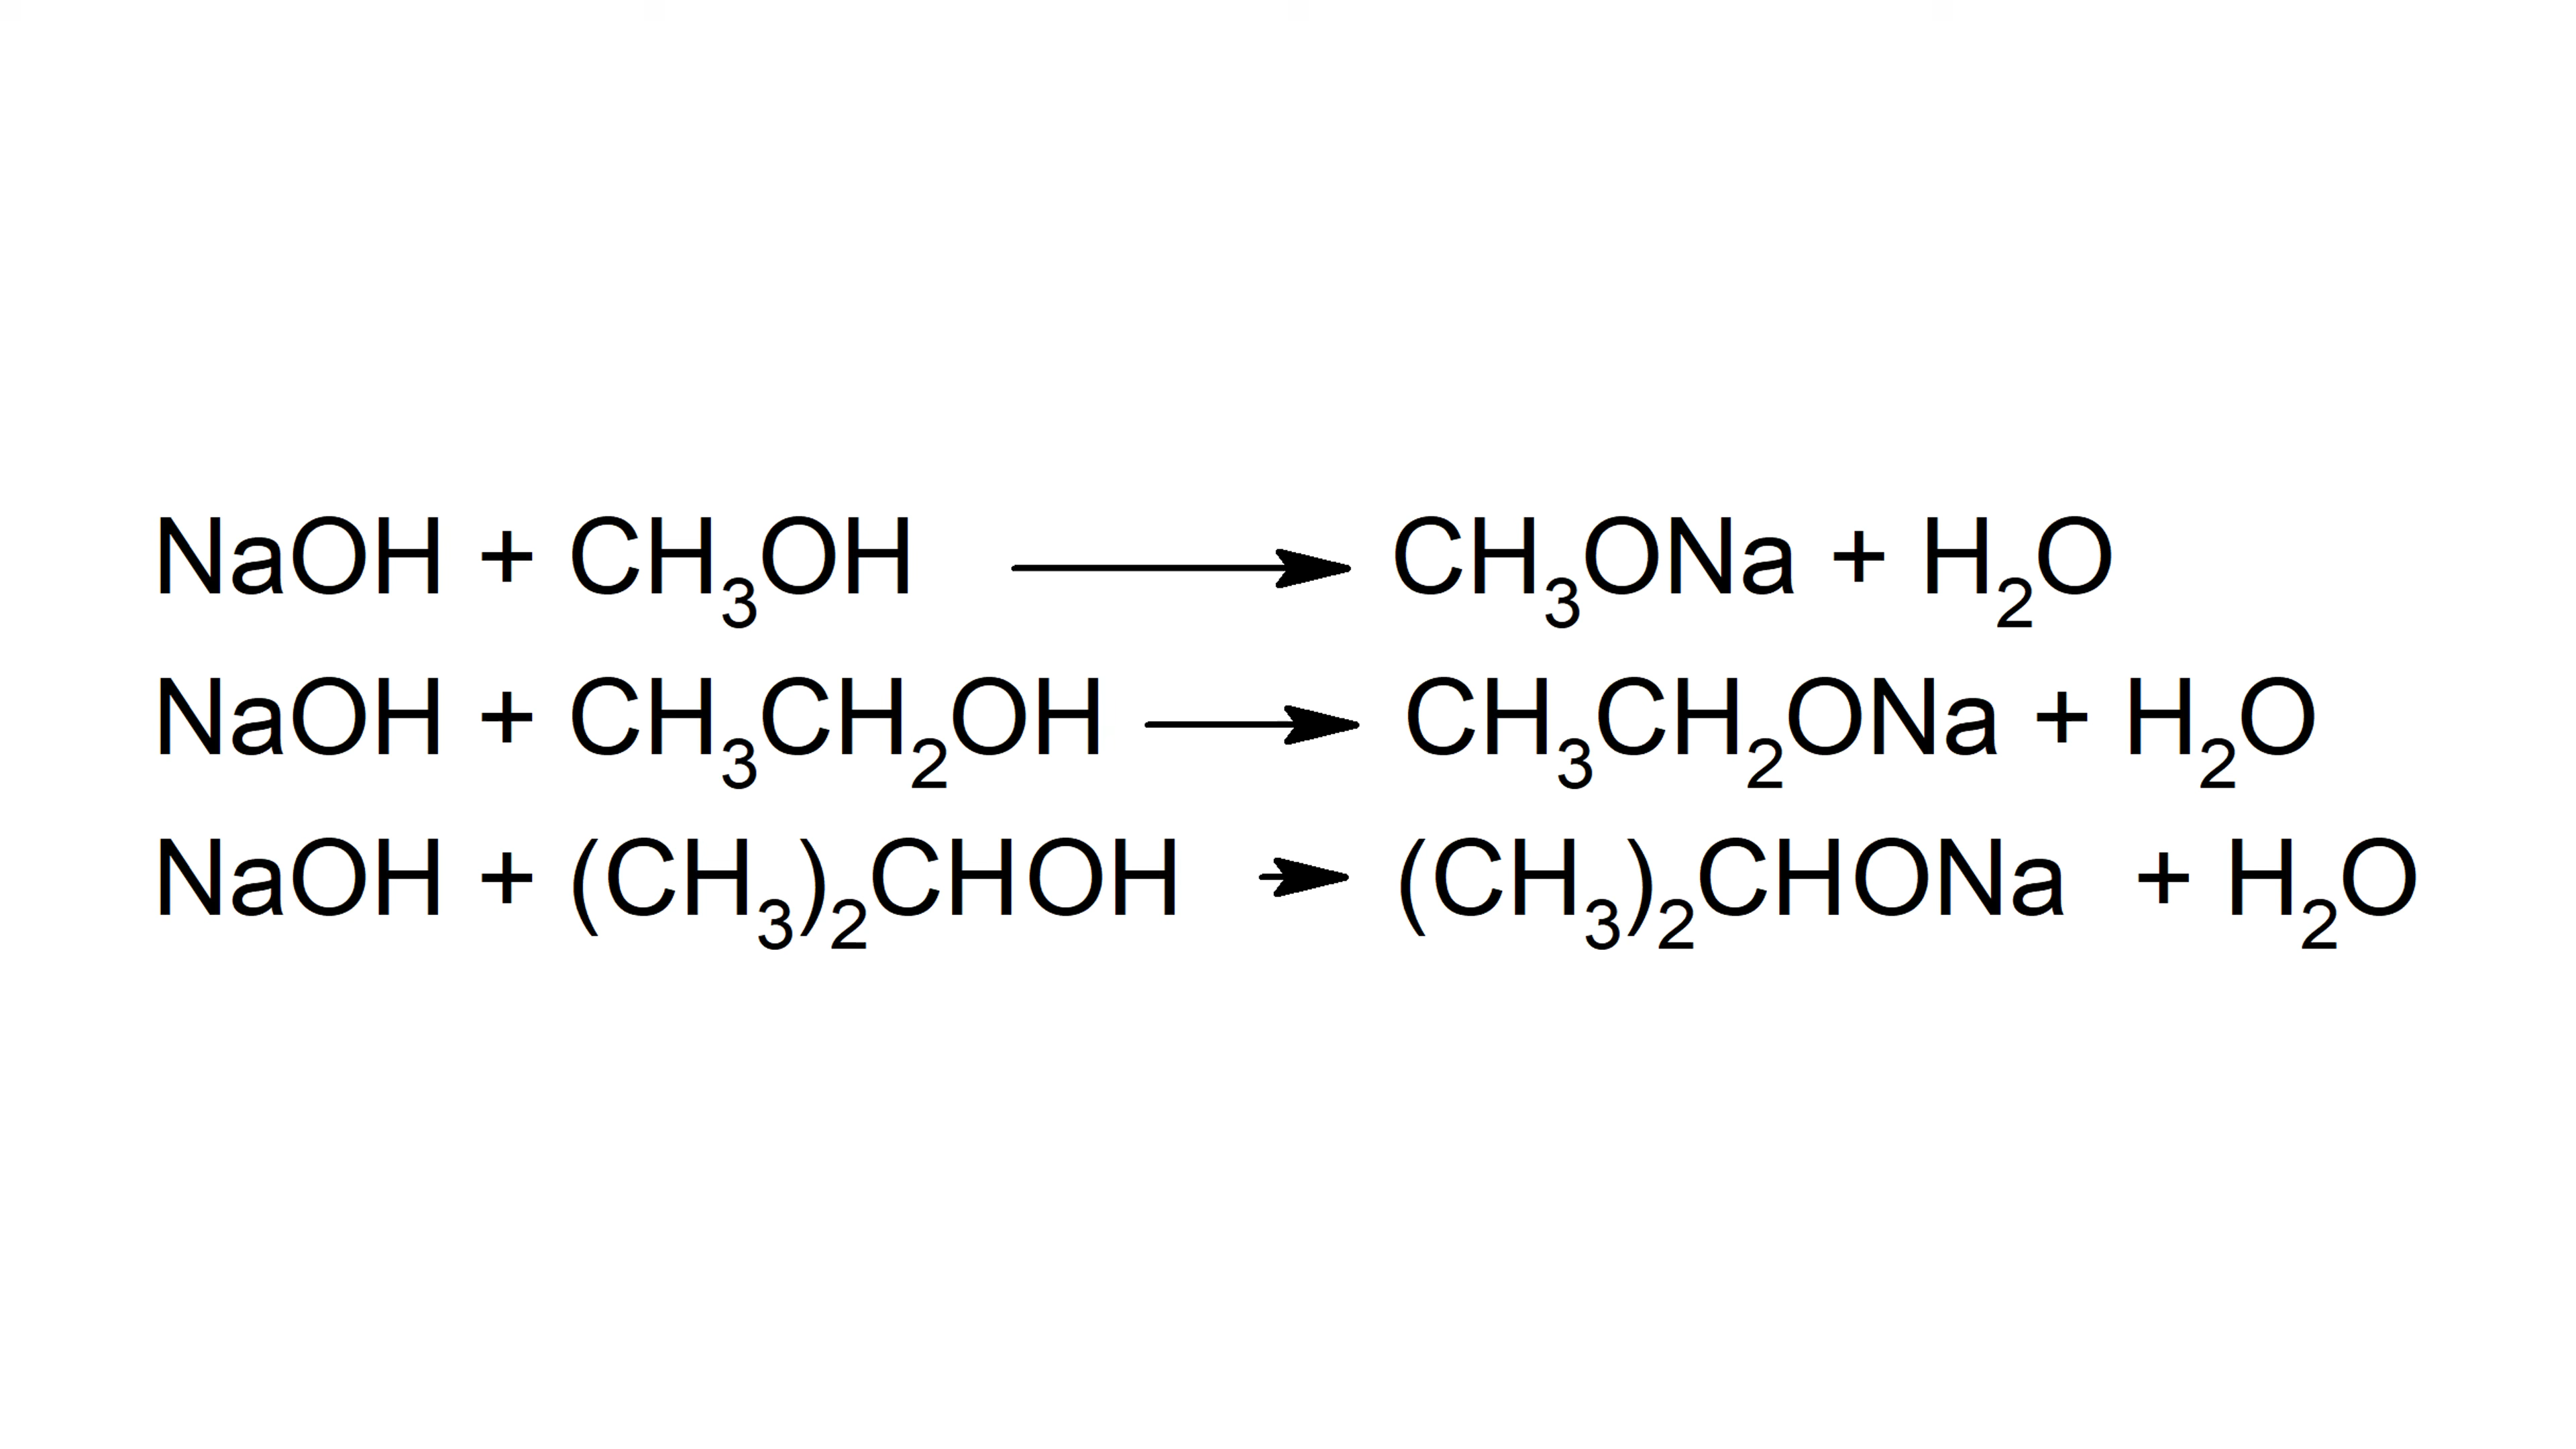 NaOH + CH₃OH ⟶ CH₃ONa + H₂O
NaOH + CH₃CH₂OH ⟶ CH₃CH₂ONa + H₂O
NaOH + (CH₃)₂CHOH ⟶ (CH₃)₂CHONa + H₂O